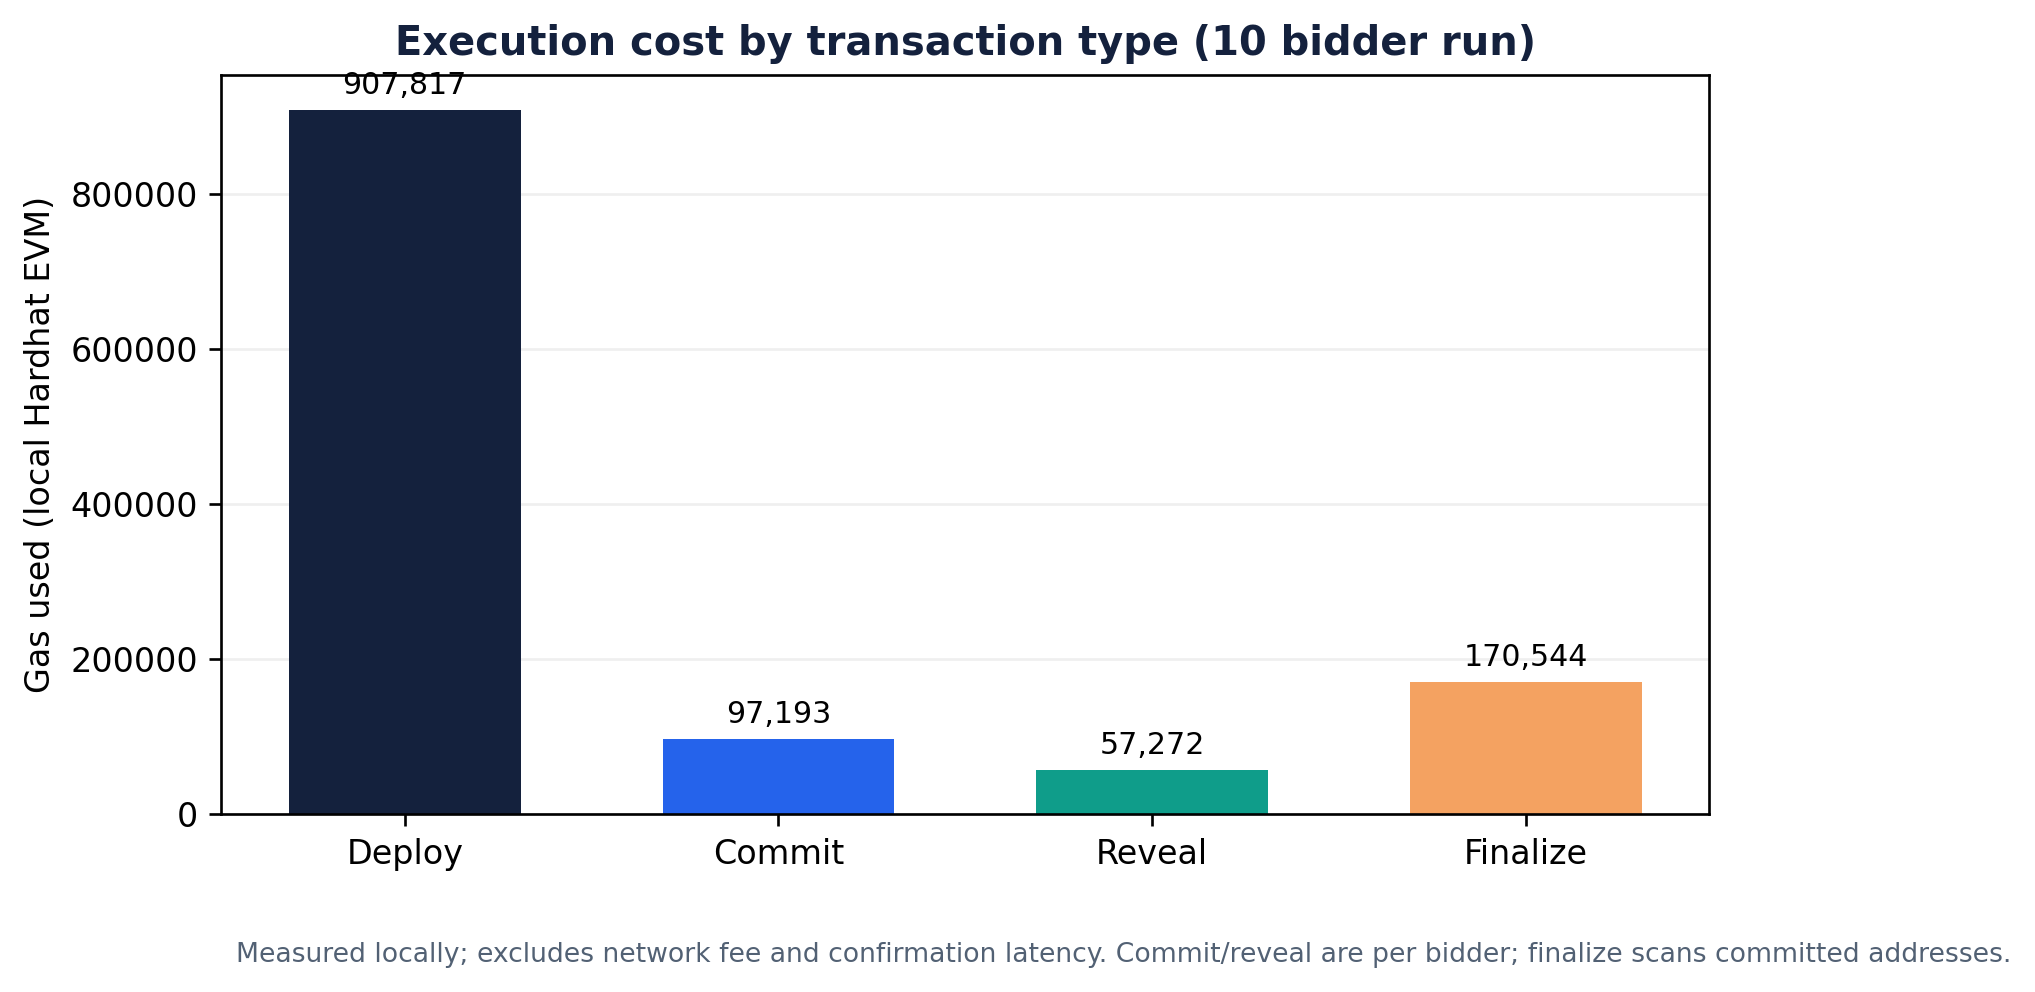 Execution cost by transaction type (10 bidder run)
907,817
800000
600000
400000
200000
0
Gas used (local Hardhat EVM)
97,193
57,272
170,544
Deploy
Commit
Reveal
Finalize
Measured locally; excludes network fee and confirmation latency. Commit/reveal are per bidder; finalize scans committed addresses.